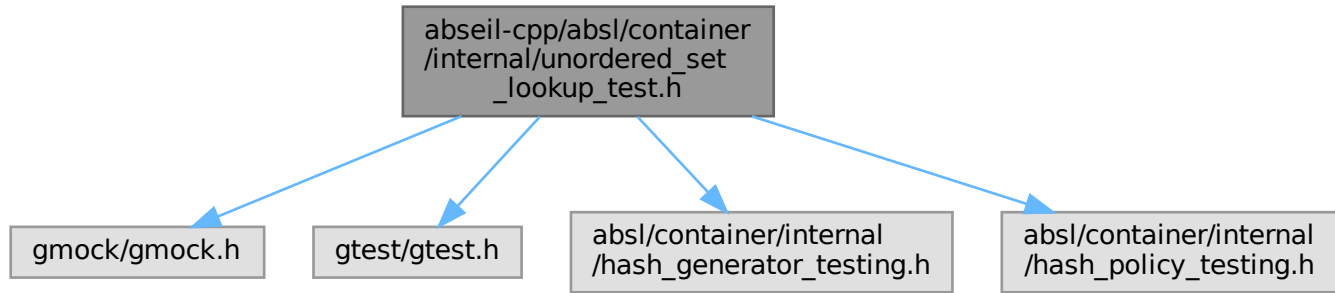 abseil-cpp/absl/container
/internal/unordered_set
_lookup_test.h
gmock/gmock.h
gtest/gtest.h
absl/container/internal
/hash_generator_testing.h
absl/container/internal
/hash_policy_testing.h